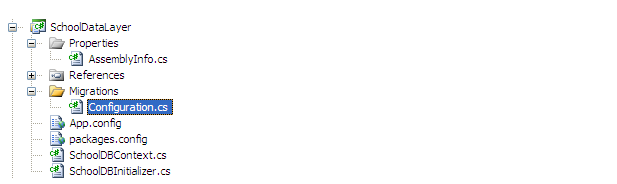 SchoolDataLayer
Properties
AssemblyInfo.cs
References
Migrations
Configuration.cs
App.config
packages.config
SchoolDBContext.cs
SchoolDBInitializer.cs